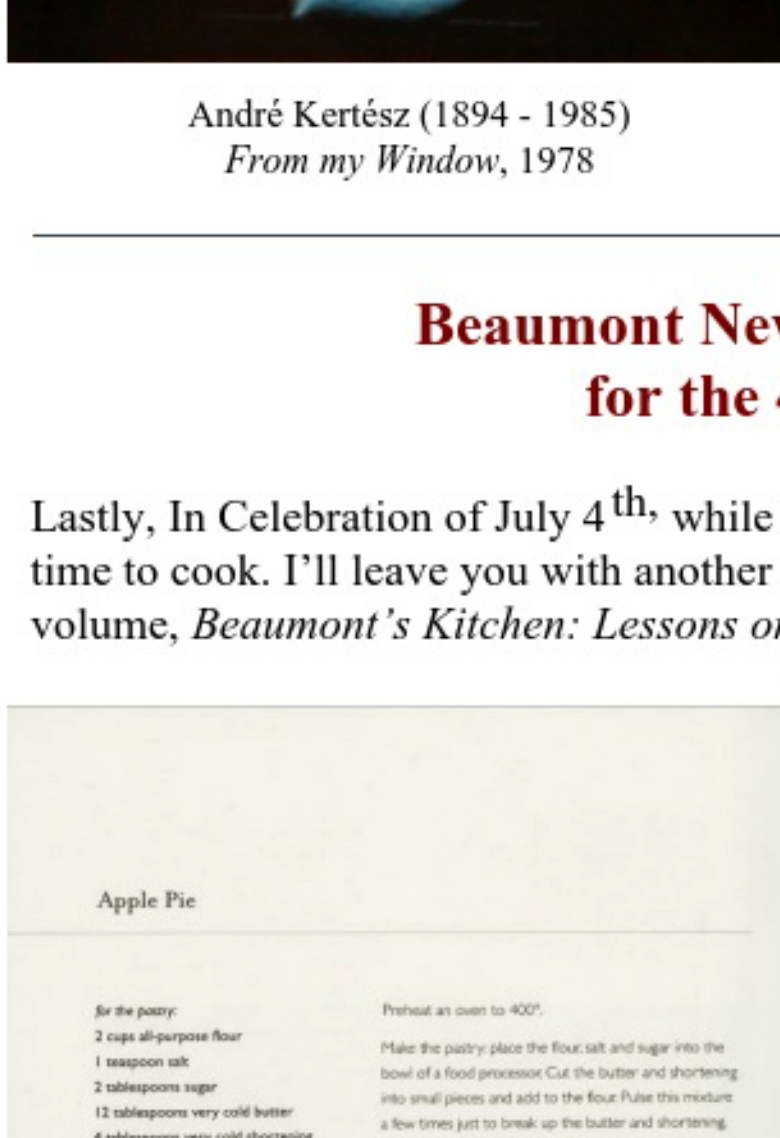 André Kertész (1894 - 1985)
From my Window, 1978
Beaumont
for the
Lastly, In Celebration of July 4th, while
time to cook. I’ll leave you with another
volume, Beaumont’s Kitchen: Lessons
Apple Pie
for the pastry:
2 cups all-purpose flour
1 teaspoon salt
2 tablespoons sugar
12 tablespoons very cold butter
4 tablespoons very cold shortening
Preheat an oven to 400°.
Make the pastry: place the flour, salt and sugar into the
bowl of a food processor. Cut the butter and shortening
into small pieces and add to the flour. Pulse this mixture
a few times just to break up the butter and shortening.